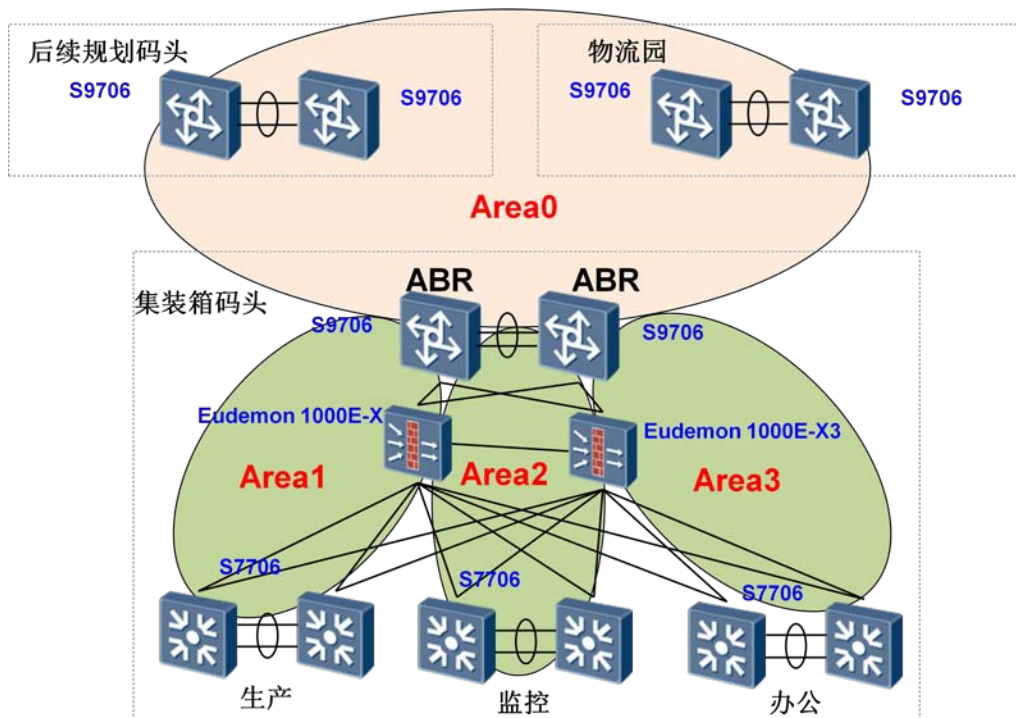 后续规划码头
物流园
S9706
S9706
S9706
S9706
Area0
ABR
ABR
集装箱码头
S9706
S9706
Eudemon 1000E-X
Eudemon 1000E-X3
Area1
Area2
Area3
S7706
S7706
S7706
生产
监控
办公